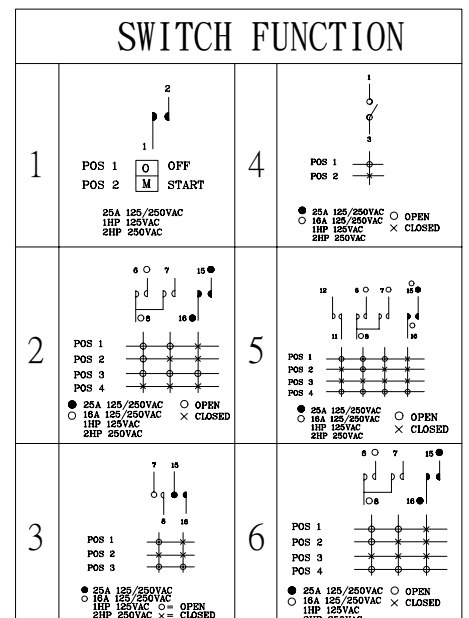 SWITCH FUNCTION
1
2
1
POS 1 O OFF
POS 2 M START
25A 125/250VAC
1HP 125VAC
2HP 250VAC
4
1
3
POS 1
POS 2
25A 125/250VAC
16A 125/250VAC
1HP 125VAC
2HP 250VAC
OPEN
CLOSED
2
6 7 15
8 16
POS 1
POS 2
POS 3
POS 4
25A 125/250VAC
16A 125/250VAC
1HP 125VAC
2HP 250VAC
OPEN
CLOSED
5
12 6 7 15
11 8 16
POS 1
POS 2
POS 3
POS 4
25A 125/250VAC
16A 125/250VAC
1HP 125VAC
2HP 250VAC
OPEN
CLOSED
3
7 15
8 16
POS 1
POS 2
POS 3
25A 125/250VAC
16A 125/250VAC
1HP 125VAC O= OPEN
2HP 250VAC X= CLOSED
6
6 7 15
8 16
POS 1
POS 2
POS 3
POS 4
25A 125/250VAC
16A 125/250VAC
1HP 125VAC
OPEN
CLOSED